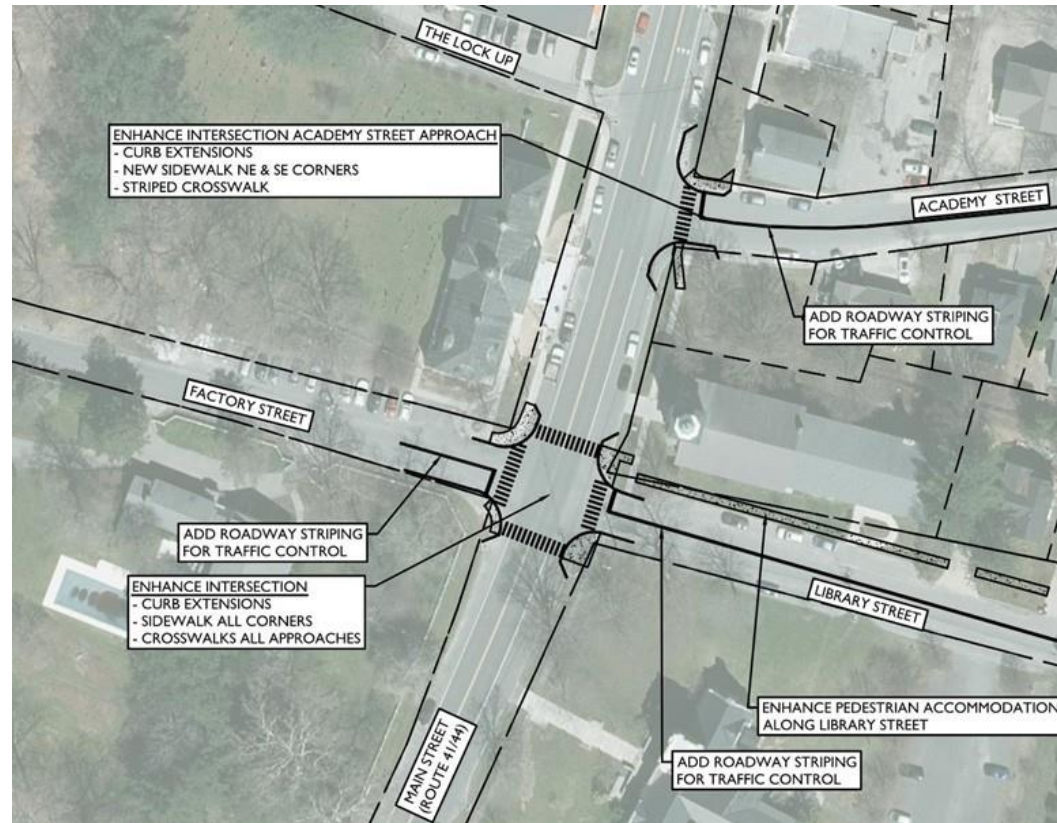 THE LOCK UP
ENHANCE INTERSECTION ACADEMY STREET APPROACH
- CURB EXTENSIONS
- NEW SIDEWALK NE & SE CORNERS
- STRIPED CROSSWALK
ACADEMY STREET
ADD ROADWAY STRIPING
FOR TRAFFIC CONTROL
FACTORY STREET
ADD ROADWAY STRIPING
FOR TRAFFIC CONTROL
ENHANCE INTERSECTION
- CURB EXTENSIONS
- SIDEWALK ALL CORNERS
- CROSSWALKS ALL APPROACHES
LIBRARY STREET
ENHANCE PEDESTRIAN ACCOMMODATION
ALONG LIBRARY STREET
MAIN STREET
(ROUTE 41/44)
ADD ROADWAY STRIPING
FOR TRAFFIC CONTROL